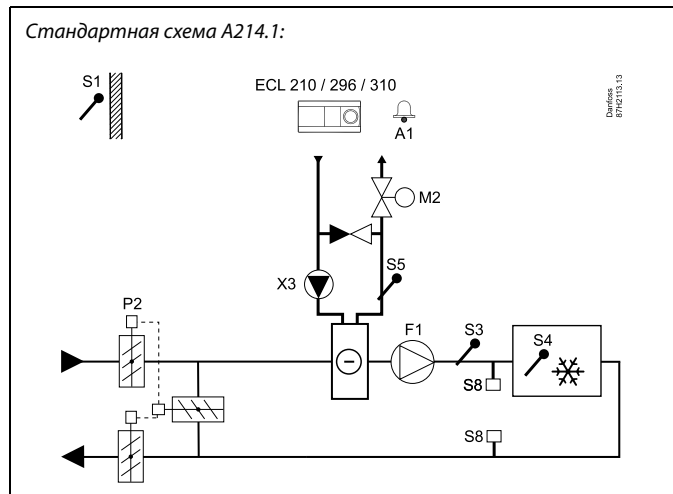 Стандартная схема A214.1:
S1
ECL 210 / 296 / 310
A1
Danfoss
87H2113.13
M2
S5
X3
P2
F1
S3
S4
S8
S8